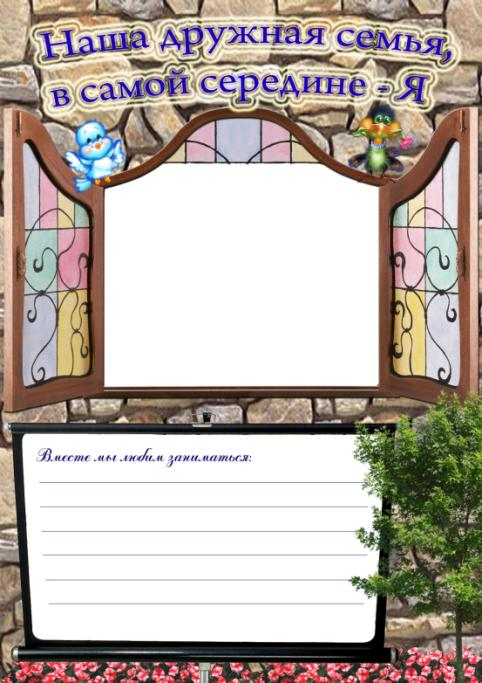 Наша дружная семья,
в самой середине - Я
Вместе мы любим заниматься: